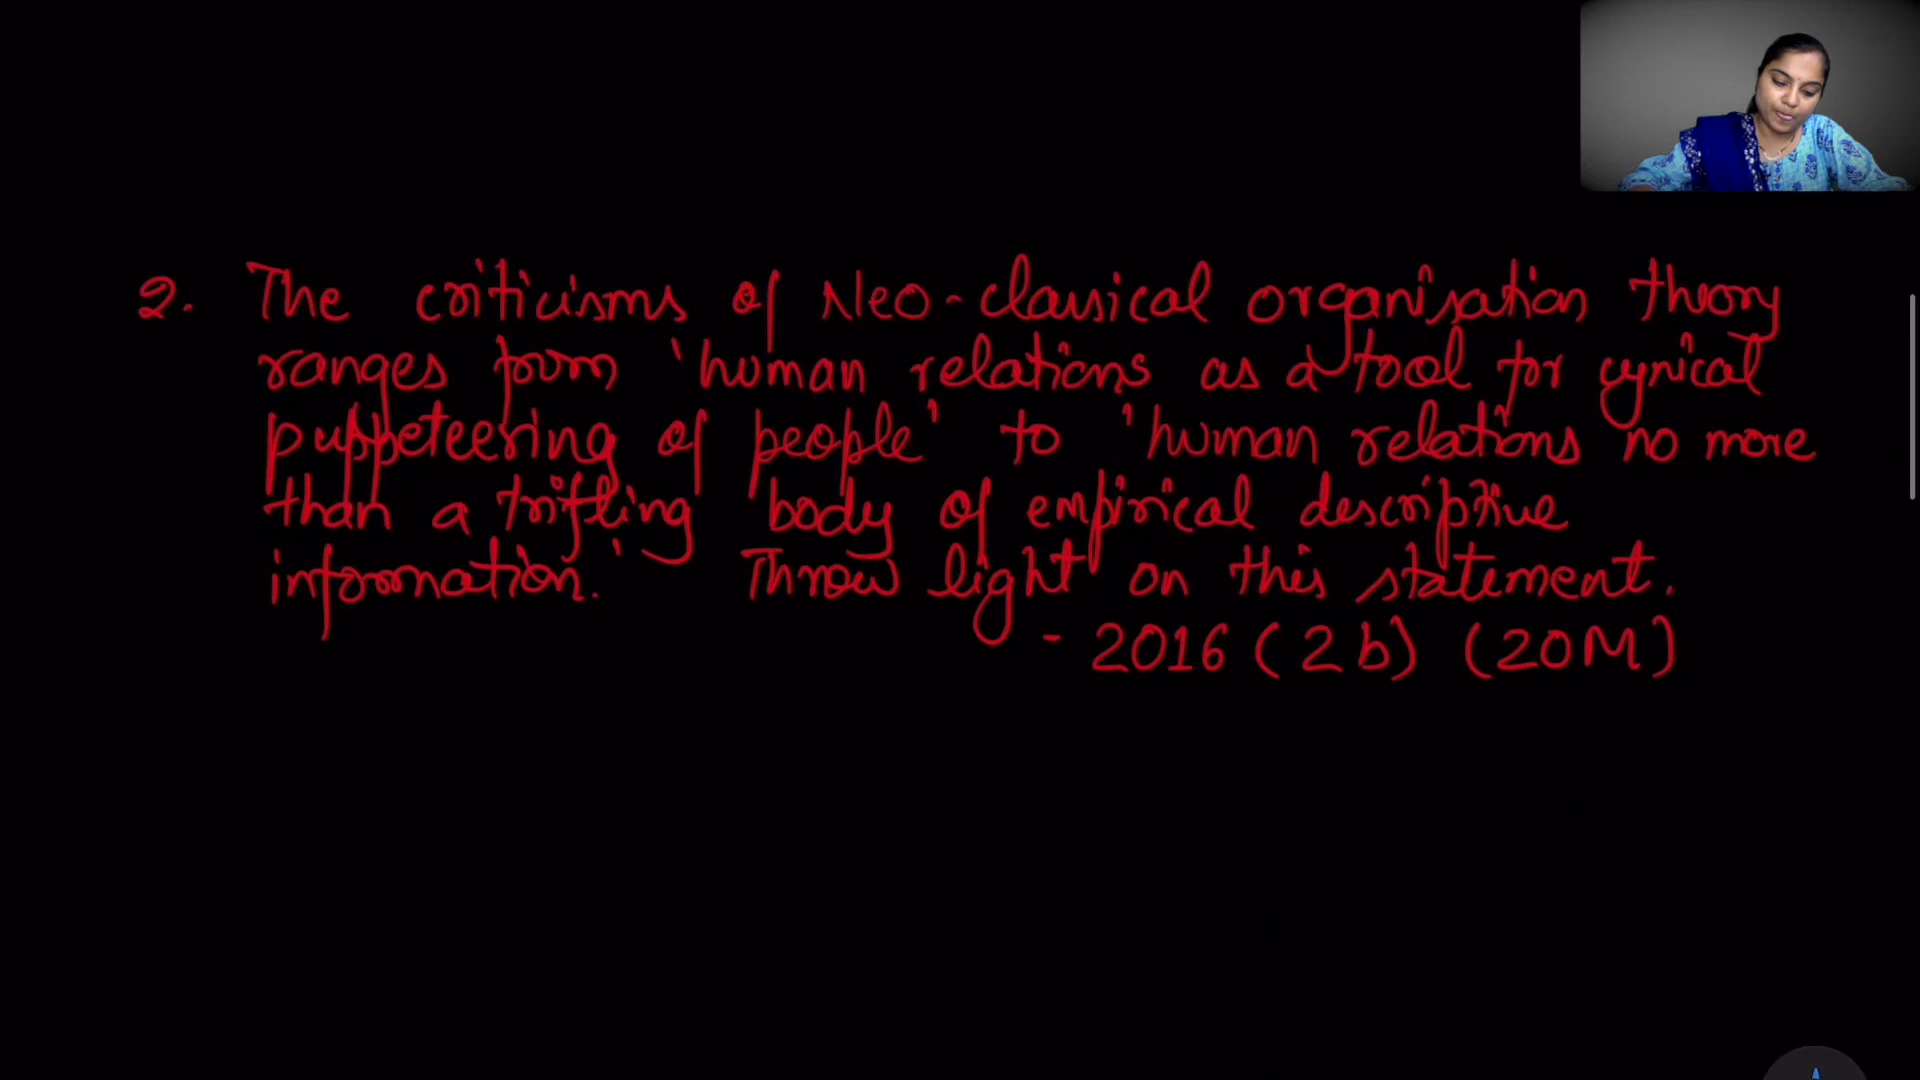 2. The criticisms of Neo-classical organisation theory
ranges from 'human relations as a tool for cynical
puppeteering of people' to 'human relations no more
than a trifling body of empirical descriptive
information.' Throw light on this statement.
- 2016 (2b) (20M)